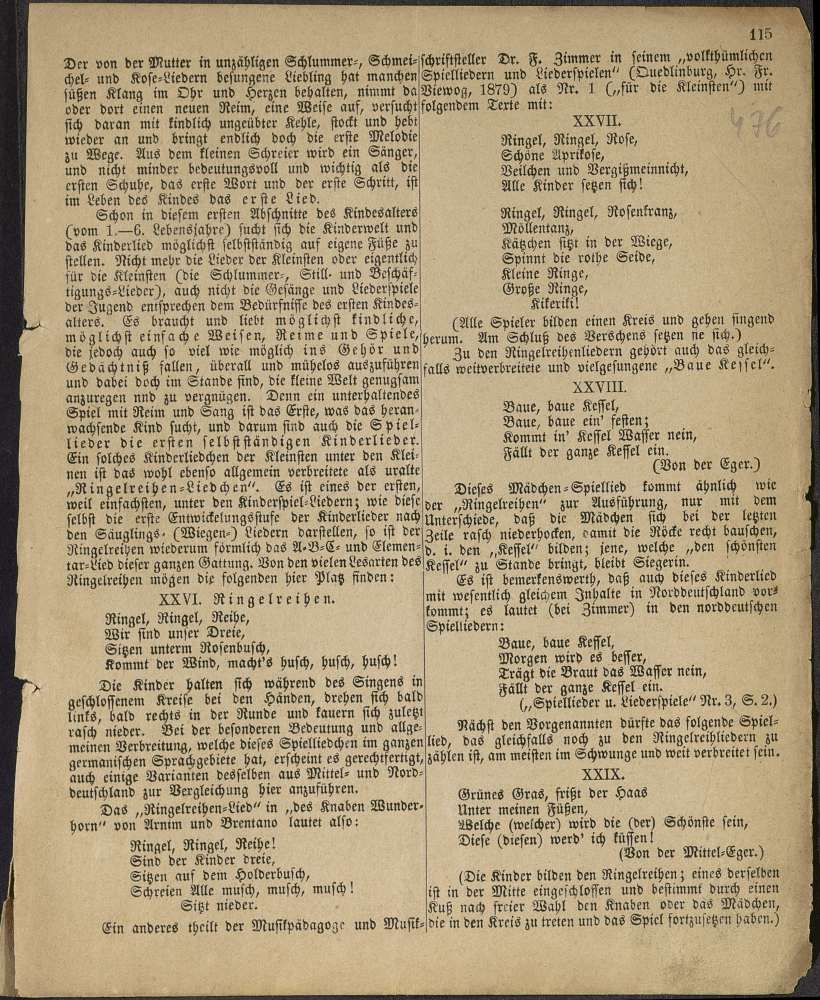 115
Der von der Mutter in unzähligen Schlummer-, Schmei-
chel- und Kose-Liedern besungene Liebling hat manchen
süßen Klang im Ohr und Herzen behalten, nimmt da
oder dort einen neuen Reim, eine Weise auf, versucht
sich daran mit kindlich ungeübter Kehle, stockt und hebt
wieder an und bringt endlich doch die erste Melodie
zu Wege. Aus dem kleinen Schreier wird ein Sänger,
und nicht minder bedeutungsvoll und wichtig als die
ersten Schuhe, das erste Wort und der erste Schritt, ist
im Leben des Kindes das erste Lied.
Schon in diesem ersten Abschnitte des Kindesalters
(vom 1.—6. Lebensjahre) sucht sich die Kinderwelt und
das Kinderlied möglichst selbstständig auf eigene Füße zu
stellen. Nicht mehr die Lieder der Kleinsten oder eigentlich
für die Kleinsten (die Schlummer-, Still- und Beschäf-
tigungs-Lieder), auch nicht die Gesänge und Liederspiele
der Jugend entsprechen dem Bedürfnisse des ersten Kindes-
alters. Es braucht und liebt möglichst kindliche,
möglichst einfache Weisen, Reime und Spiele,
die jedoch auch so viel wie möglich ins Gehör und
Gedächtniß fallen, überall und mühelos auszuführen
und dabei doch im Stande sind, die kleine Welt genugsam
anzuregen und zu vergnügen. Denn ein unterhaltendes
Spiel mit Reim und Sang ist das Erste, was das heran-
wachsende Kind sucht, und darum sind auch die Spiel-
lieder die ersten selbstständigen Kinderlieder.
Ein solches Kinderliedchen der Kleinsten unter den Klei-
nen ist das wohl ebenso allgemein verbreitete als uralte
„Ringelreihen-Liedchen“. Es ist eines der ersten,
weil einfachsten, unter den Kinderspiel-Liedern; wie diese
selbst die erste Entwickelungsstufe der Kinderlieder nach
den Säuglings- (Wiegen-) Liedern darstellen, so ist der
Ringelreihen wiederum förmlich das A-B-C- und Elemen-
tar-Lied dieser ganzen Gattung. Von den vielen Lesarten des
Ringelreihen mögen die folgenden hier Platz finden:
XXVI. Ringelreihen.
Ringel, Ringel, Reihe,
Wir sind unser Dreie,
Sitzen unterm Rosenbusch,
Kommt der Wind, macht's husch, husch, husch!
Die Kinder halten sich während des Singens in
geschlossenem Kreise bei den Händen, drehen sich bald
links, bald rechts in der Runde und kauern sich zuletzt
rasch nieder. Bei der besonderen Bedeutung und allge-
meinen Verbreitung, welche dieses Spielliedchen im ganzen
germanischen Sprachgebiete hat, erscheint es gerechtfertigt,
auch einige Varianten desselben aus Mittel- und Nord-
deutschland zur Vergleichung hier anzuführen.
Das „Ringelreihen-Lied“ in „des Knaben Wunder-
horn“ von Arnim und Brentano lautet also:
Ringel, Ringel, Reihe!
Sind der Kinder dreie,
Sitzen auf dem Holderbusch,
Schreien Alle musch, musch, musch!
Sitzt nieder.
Ein anderes theilt der Musikpädagoge und Musik-
schriftsteller Dr. F. Zimmer in seinem „volkthümlichen
Spielliedern und Liederspielen“ (Quedlinburg, Hr. Fr.
Vieweg, 1879) als Nr. 1 („für die Kleinsten“) mit
folgendem Texte mit:
476
XXVII.
Ringel, Ringel, Rose,
Schöne Aprikose,
Veilchen und Vergißmeinnicht,
Alle Kinder setzen sich!
Ringel, Ringel, Rosenkranz,
Möllentanz,
Kätzchen sitzt in der Wiege,
Spinnt die rothe Seide,
Kleine Ringe,
Große Ringe,
Kikeriki!
(Alle Spieler bilden einen Kreis und gehen singend
herum. Am Schluß des Verschens setzen sie sich.)
Zu den Ringelreihenliedern gehört auch das gleich-
falls weitverbreitete und vielgesungene „Baue Kessel“.
XXVIII.
Baue, baue Kessel,
Baue, baue ein' festen;
Kommt in' Kessel Wasser nein,
Fällt der ganze Kessel ein.
(Von der Eger.)
Dieses Mädchen-Spiellied kommt ähnlich wie
der „Ringelreihen“ zur Ausführung, nur mit dem
Unterschiede, daß die Mädchen sich bei der letzten
Zeile rasch niederhocken, damit die Röcke recht bauschen,
d. i. den „Kessel“ bilden; jene, welche „den schönsten
Kessel“ zu Stande bringt, bleibt Siegerin.
Es ist bemerkenswerth, daß auch dieses Kinderlied
mit wesentlich gleichem Inhalte in Norddeutschland vor-
kommt; es lautet (bei Zimmer) in den norddeutschen
Spielliedern:
Baue, baue Kessel,
Morgen wird es besser,
Trägt die Braut das Wasser nein,
Fällt der ganze Kessel ein.
(„Spiellieder u. Liederspiele“ Nr. 3, S. 2.)
Nächst den Vorgenannten dürfte das folgende Spiel-
lied, das gleichfalls noch zu den Ringelreihliedern zu
zählen ist, am meisten im Schwunge und weit verbreitet sein.
XXIX.
Grünes Gras, frißt der Haas
Unter meinen Füßen,
Welche (welcher) wird die (der) Schönste sein,
Diese (diesen) werd' ich küssen!
(Von der Mittel-Eger.)
(Die Kinder bilden den Ringelreihen; eines derselben
ist in der Mitte eingeschlossen und bestimmt durch einen
Kuß nach freier Wahl den Knaben oder das Mädchen,
die in den Kreis zu treten und das Spiel fortzusetzen haben.)